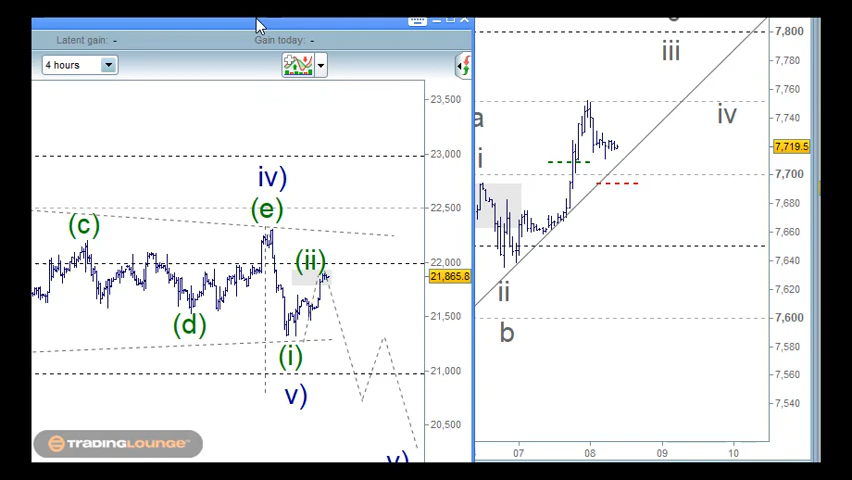 Latent gain: -
Gain today: -
4 hours
23,500
23,000
22,500
22,000
21,865.8
21,500
21,000
20,500
iv)
(e)
(c)
(ii)
(d)
(i)
v)
TRADINGLOUNGE
7,800
7,760
7,740
7,719.5
7,700
7,680
7,660
7,640
7,620
7,600
7,580
7,560
7,540
iii
iv
a
i
ii
b
07
08
10